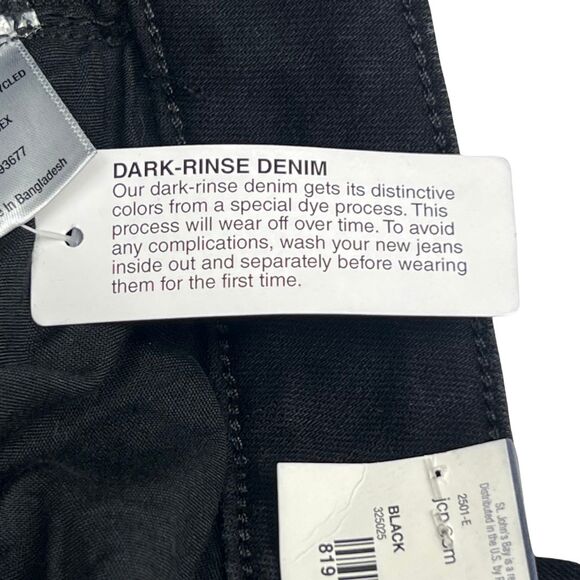 YCLED
EX
93677
in Bangladesh
DARK-RINSE DENIM
Our dark-rinse denim gets its distinctive
colors from a special dye process. This
process will wear off over time. To avoid
any complications, wash your new jeans
inside out and separately before wearing
them for the first time.
St. John's Bay is a
Distributed in the U.S. by
2501-E
jcp.com
BLACK
325025
819